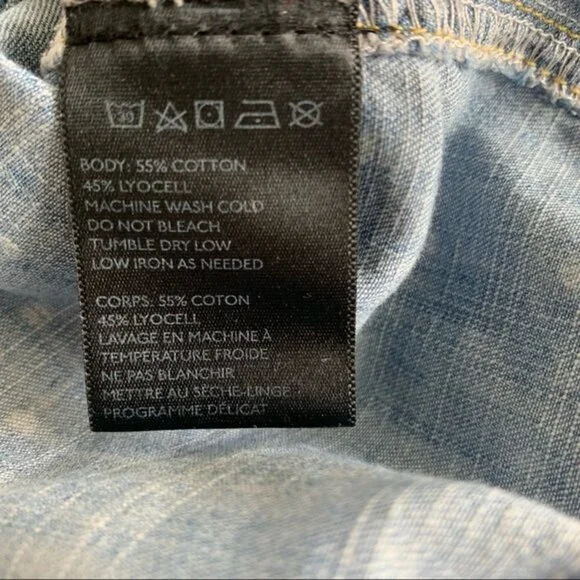 30
BODY: 55% COTTON
45% LYOCELL
MACHINE WASH COLD
DO NOT BLEACH
TUMBLE DRY LOW
LOW IRON AS NEEDED
CORPS: 55% COTON
45% LYOCELL
LAVAGE EN MACHINE À
TEMPÉRATURE FROIDE
NE PAS BLANCHIR
METTRE AU SÈCHE-LINGE
PROGRAMME DÉLICAT